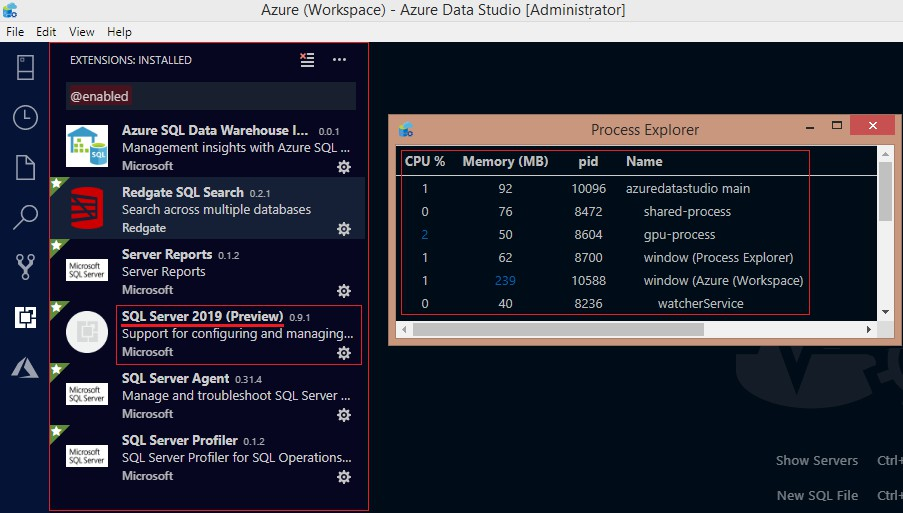 Azure (Workspace) - Azure Data Studio [Administrator]
File Edit View Help
EXTENSIONS: INSTALLED
@enabled
Azure SQL Data Warehouse I... 0.0.1
Management insights with Azure SQL ...
Microsoft
SQL
Redgate SQL Search 0.2.1
Search across multiple databases
Redgate
Server Reports 0.1.2
Server Reports
Microsoft
Microsoft
SQL Server
SQL Server 2019 (Preview) 0.9.1
Support for configuring and managing...
Microsoft
SQL Server Agent 0.31.4
Manage and troubleshoot SQL Server ...
Microsoft
Microsoft
SQL Server
SQL Server Profiler 0.1.2
SQL Server Profiler for SQL Operations...
Microsoft
Microsoft
SQL Server
Process Explorer
CPU % Memory (MB) pid Name
1 92 10096 azuredatastudio main
0 76 8472 shared-process
2 50 8604 gpu-process
1 62 8700 window (Process Explorer)
1 239 10588 window (Azure (Workspace)
0 40 8236 watcherService
Show Servers Ctrl+
New SQL File Ctrl+